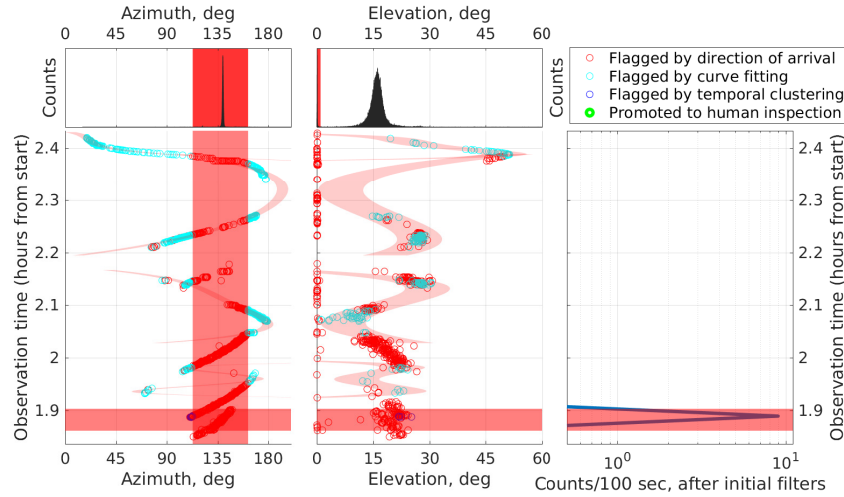 Azimuth, deg
Elevation, deg
0 45 90 135 180
0 15 30 45 60
Counts
Counts
Flagged by direction of arrival
Flagged by curve fitting
Flagged by temporal clustering
Promoted to human inspection
Observation time (hours from start)
2.4
2.3
2.2
2.1
2
1.9
2.4
2.3
2.2
2.1
2
1.9
Observation time (hours from start)
0 45 90 135 180
0 15 30 45 60
10^0 10^1
Azimuth, deg
Elevation, deg
Counts/100 sec, after initial filters